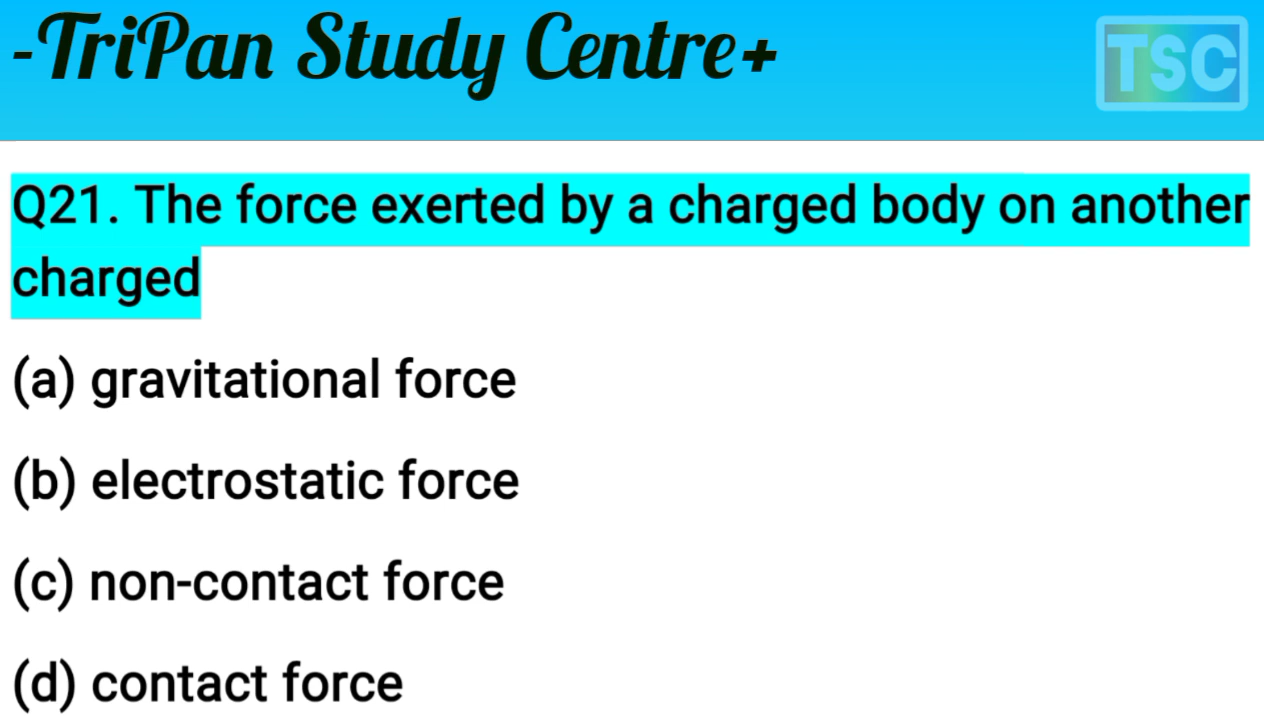 -TriPan Study Centre+
TSC
Q21. The force exerted by a charged body on another
charged
(a) gravitational force
(b) electrostatic force
(c) non-contact force
(d) contact force